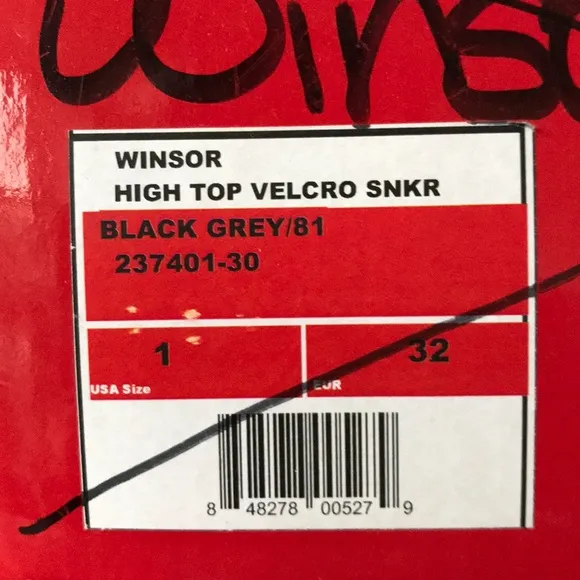 Winso
WINSOR
HIGH TOP VELCRO SNKR
BLACK GREY/81
237401-30
1
32
USA Size
EUR
8 48278 00527 9